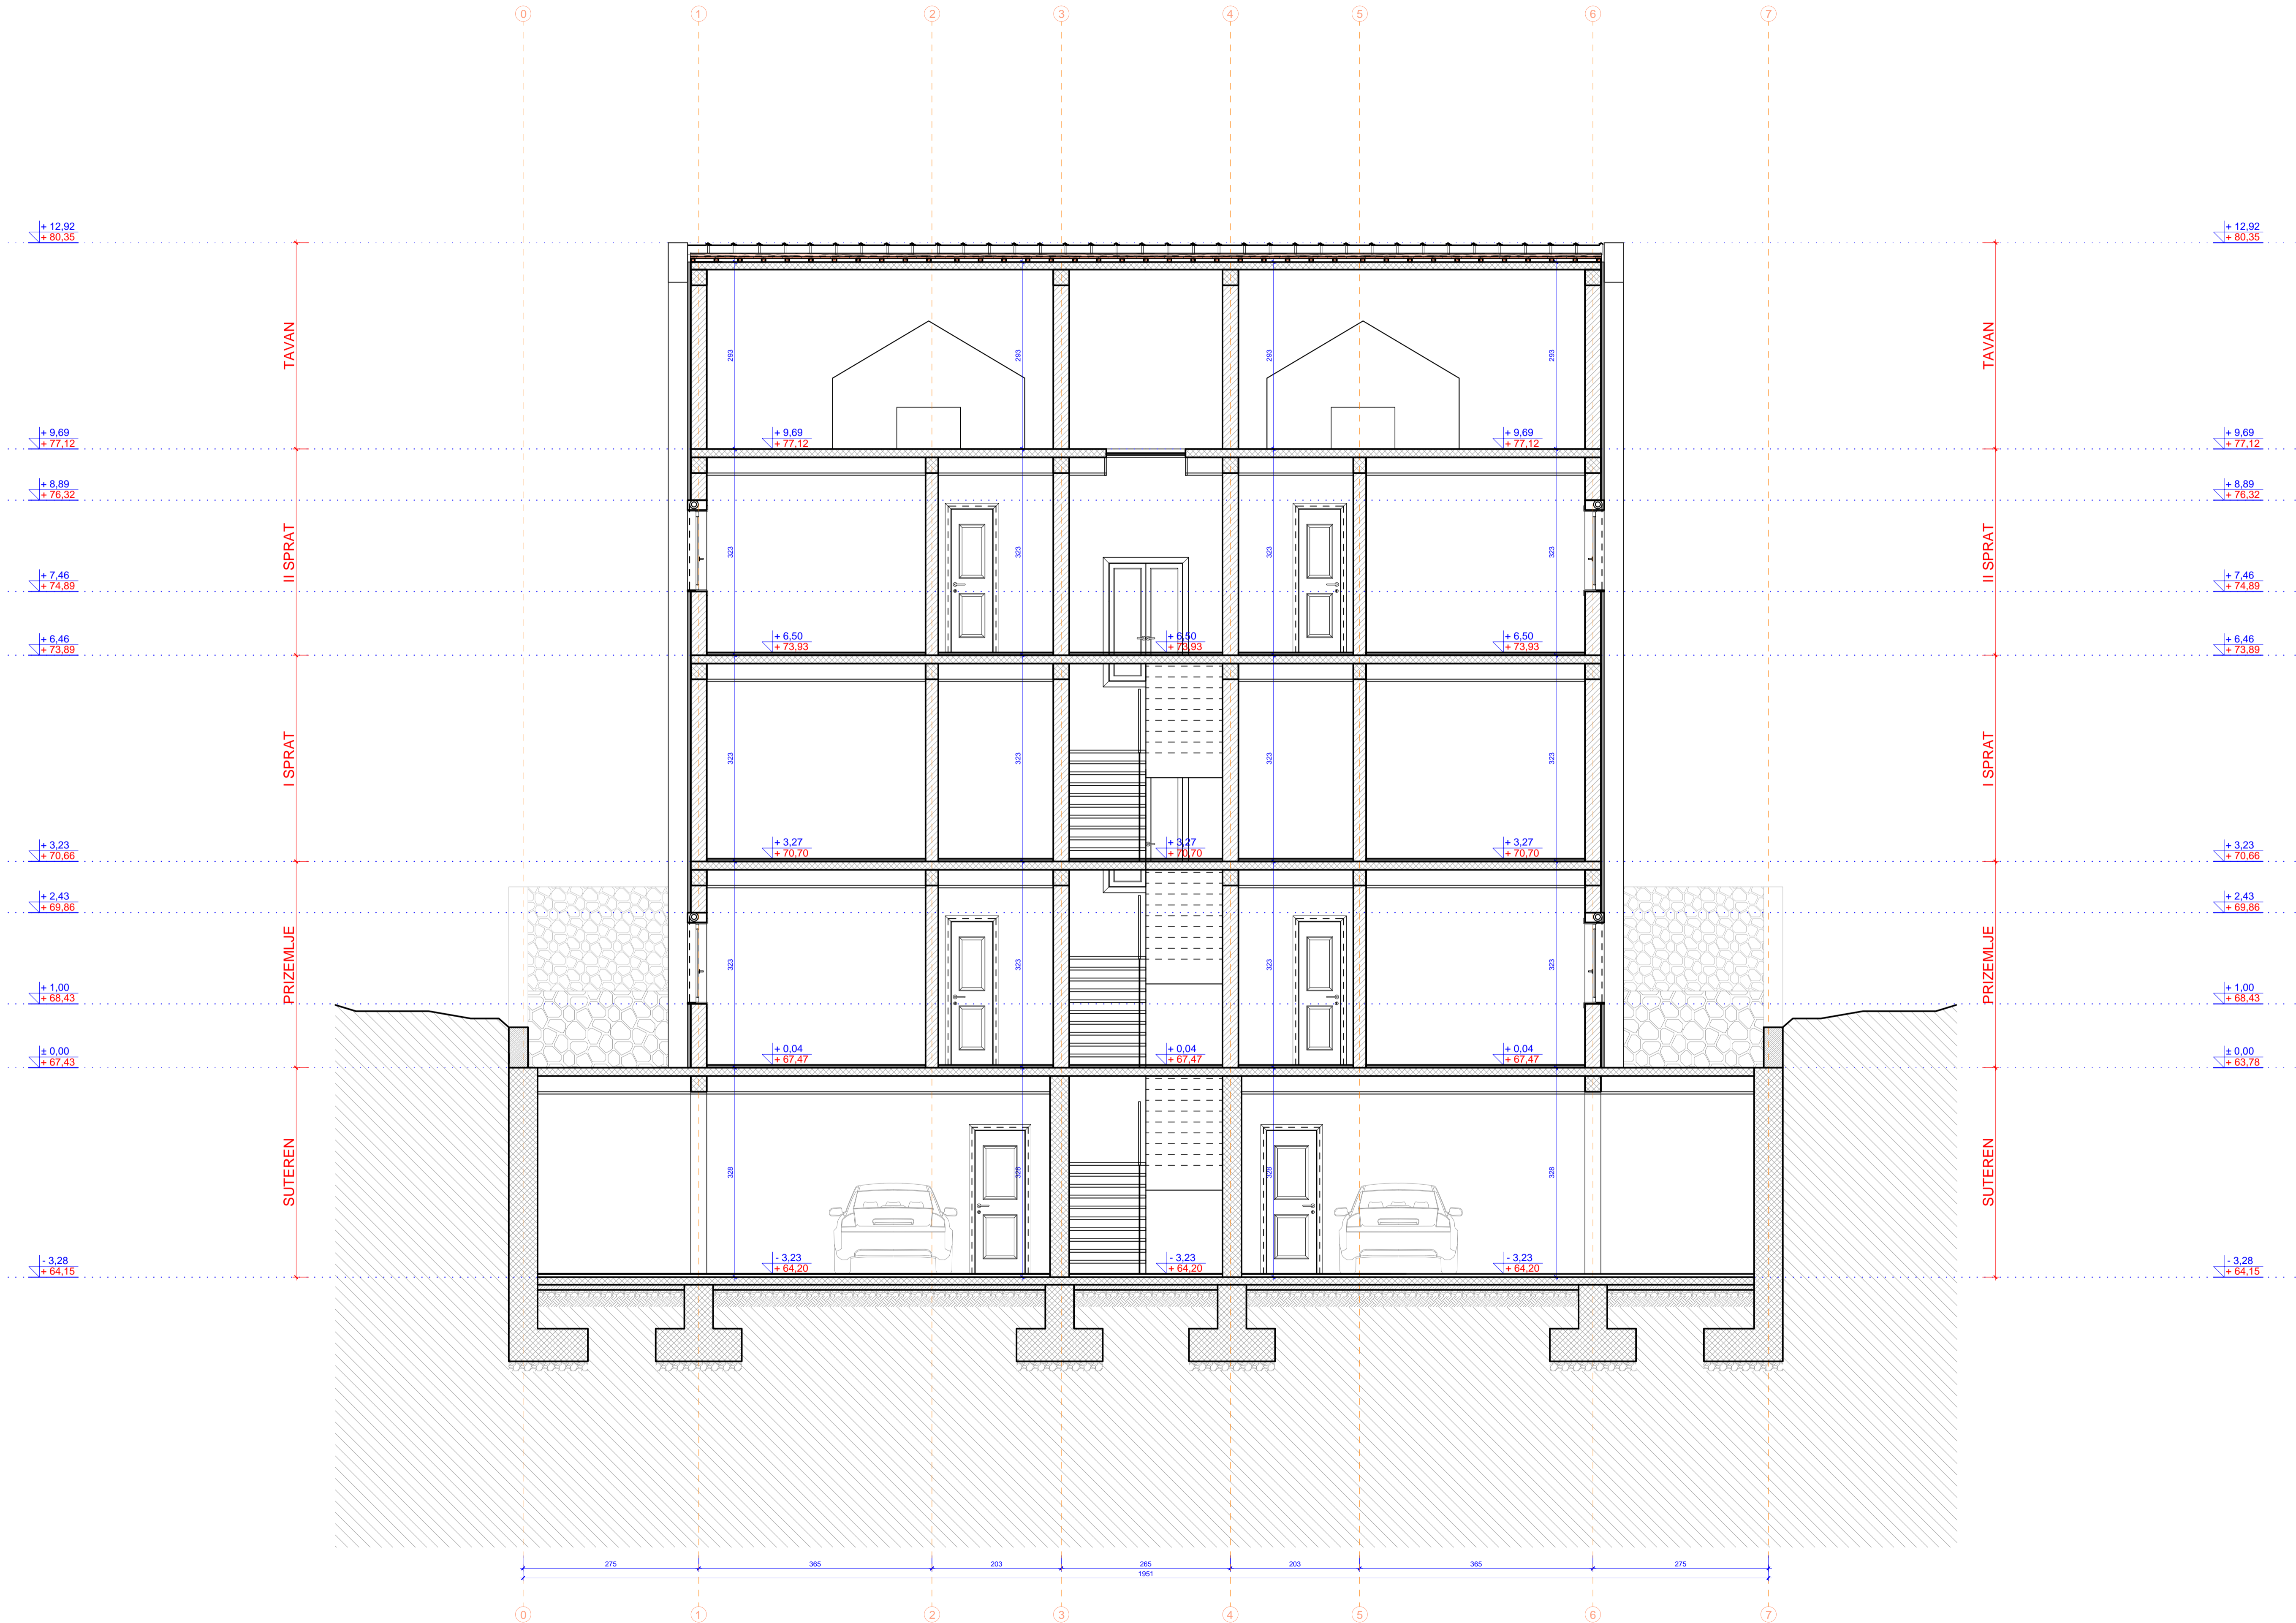 0 1 2 3 4 5 6 7
+ 12,92 + 12,92
+ 80,35 + 80,35
TAVAN 293 293 293 293 TAVAN
+ 9,69 + 9,69 + 9,69 + 9,69
+ 77,12 + 77,12 + 77,12 + 77,12
+ 8,89 + 8,89
+ 76,32 + 76,32
II SPRAT 323 323 323 323 II SPRAT
+ 7,46 + 7,46
+ 74,89 + 74,89
+ 6,46 + 6,50 + 6,50 + 6,50 + 6,46
+ 73,89 + 73,93 + 73,93 + 73,93 + 73,89
I SPRAT 323 323 323 323 I SPRAT
+ 3,23 + 3,27 + 3,27 + 3,27 + 3,23
+ 70,66 + 70,70 + 70,70 + 70,70 + 70,66
+ 2,43 + 2,43
+ 69,86 + 69,86
PRIZEMLJE 323 323 323 323 PRIZEMLJE
+ 1,00 + 1,00
+ 68,43 + 68,43
± 0,00 + 0,04 + 0,04 + 0,04 ± 0,00
+ 67,43 + 67,47 + 67,47 + 67,47 + 63,78
SUTEREN 328 328 328 328 SUTEREN
- 3,28 - 3,23 - 3,23 - 3,23 - 3,28
+ 64,15 + 64,20 + 64,20 + 64,20 + 64,15
275 365 203 265 203 365 275
1951
0 1 2 3 4 5 6 7